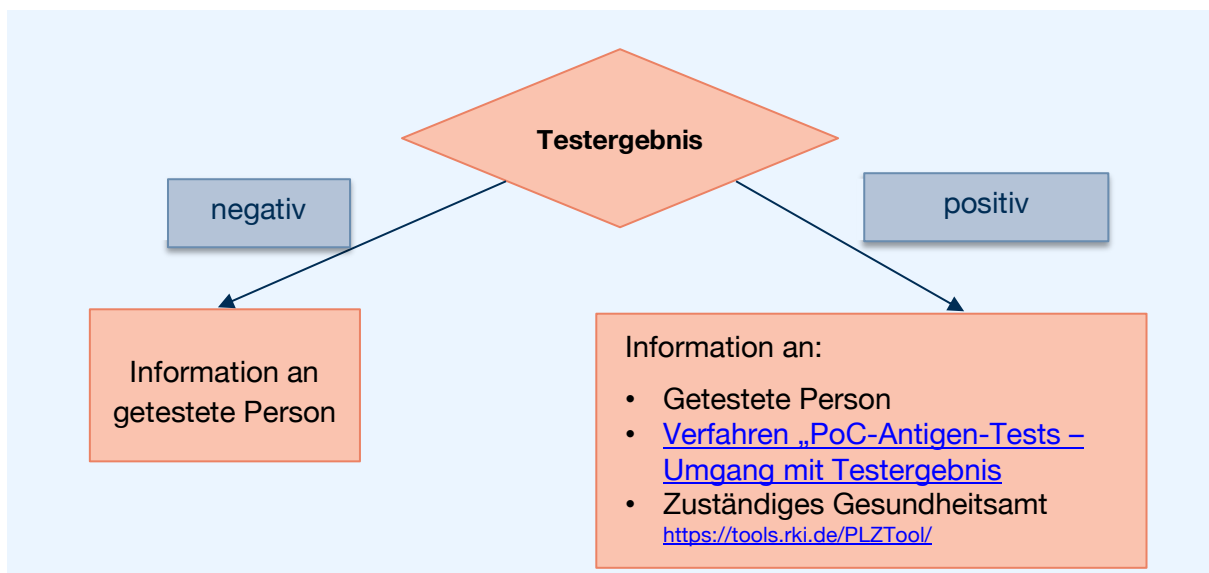 Testergebnis
negativ
positiv
Information an
getestete Person
Information an:
• Getestete Person
• Verfahren „PoC-Antigen-Tests –
Umgang mit Testergebnis
• Zuständiges Gesundheitsamt
https://tools.rki.de/PLZTool/